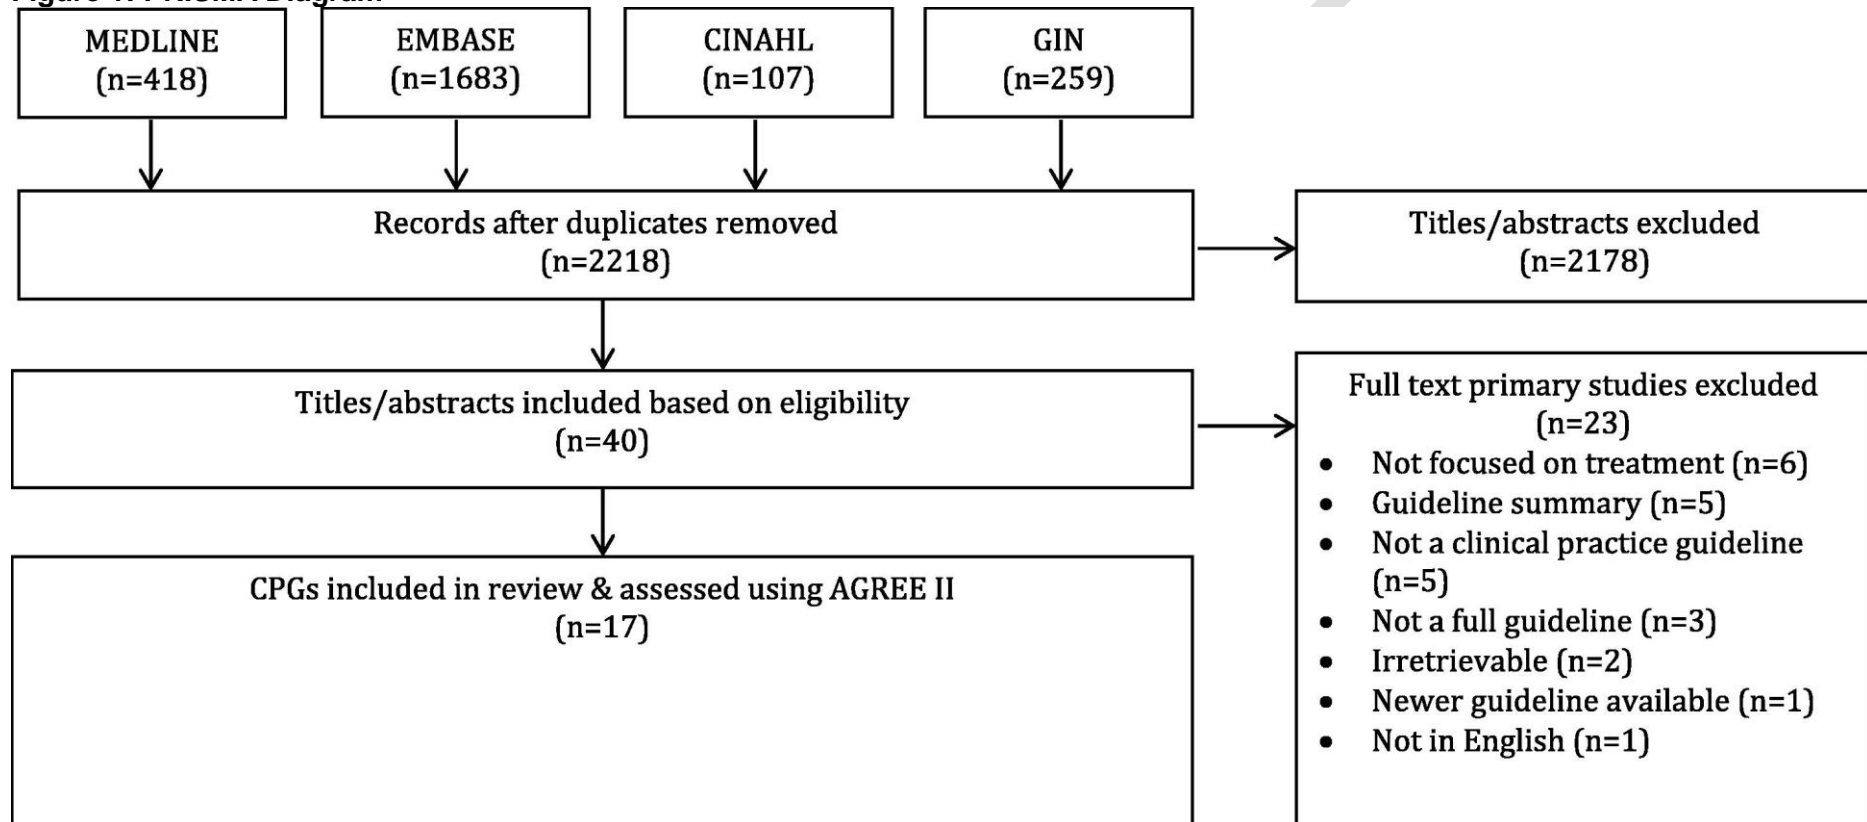 MEDLINE
(n=418)
EMBASE
(n=1683)
CINAHL
(n=107)
GIN
(n=259)
Records after duplicates removed
(n=2218)
Titles/abstracts excluded
(n=2178)
Titles/abstracts included based on eligibility
(n=40)
Full text primary studies excluded
(n=23)
• Not focused on treatment (n=6)
• Guideline summary (n=5)
• Not a clinical practice guideline
(n=5)
• Not a full guideline (n=3)
• Irretrievable (n=2)
• Newer guideline available (n=1)
• Not in English (n=1)
CPGs included in review & assessed using AGREE II
(n=17)